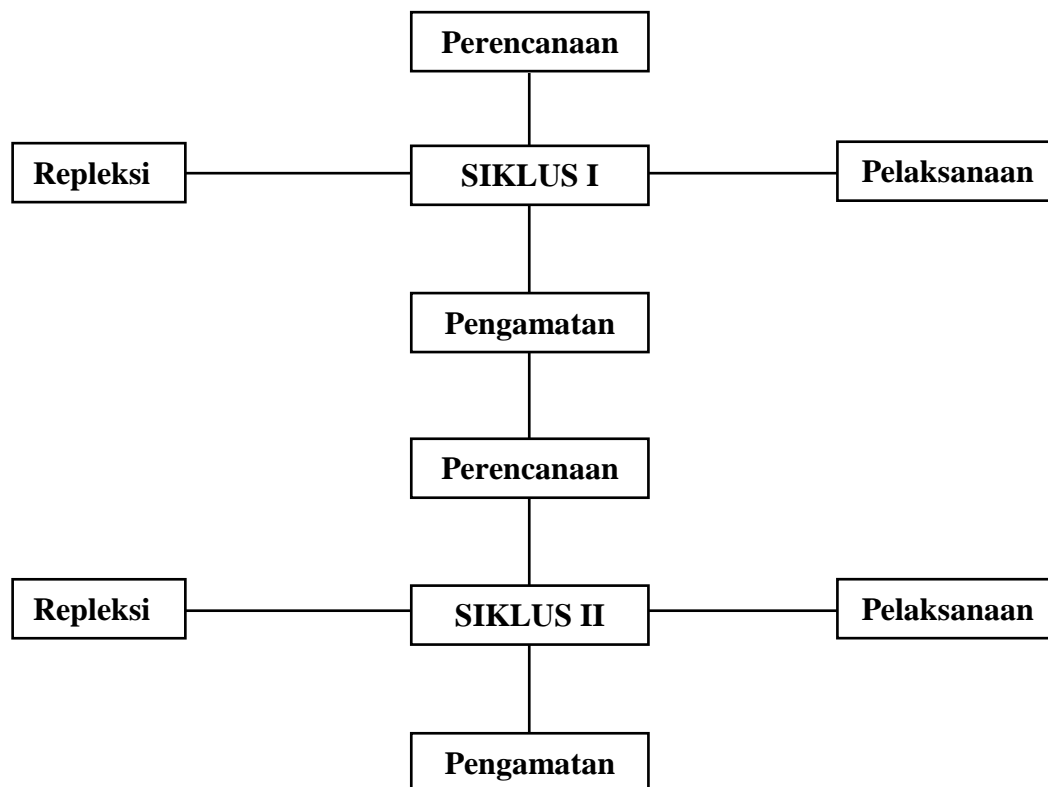 Perencanaan
Repleksi
SIKLUS I
Pelaksanaan
Pengamatan
Perencanaan
Repleksi
SIKLUS II
Pelaksanaan
Pengamatan